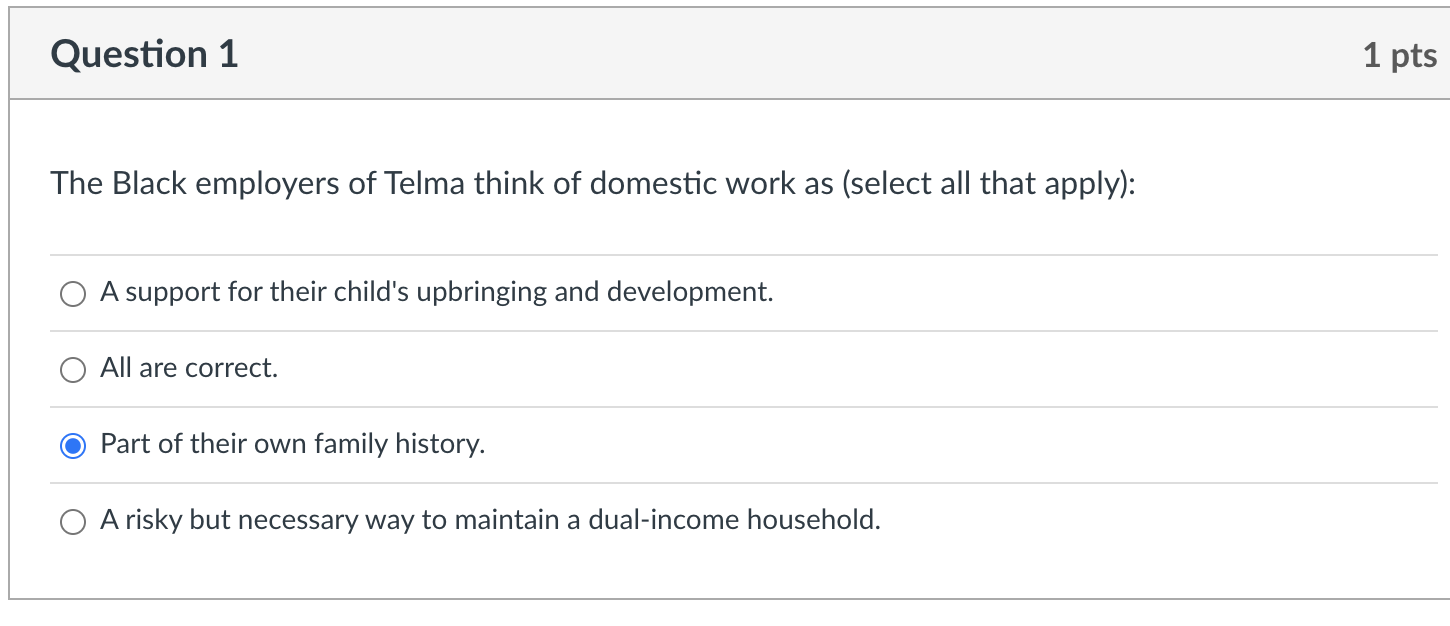 Question 1
1 pts
The Black employers of Telma think of domestic work as (select all that apply):
A support for their child's upbringing and development.
All are correct.
Part of their own family history.
A risky but necessary way to maintain a dual-income household.